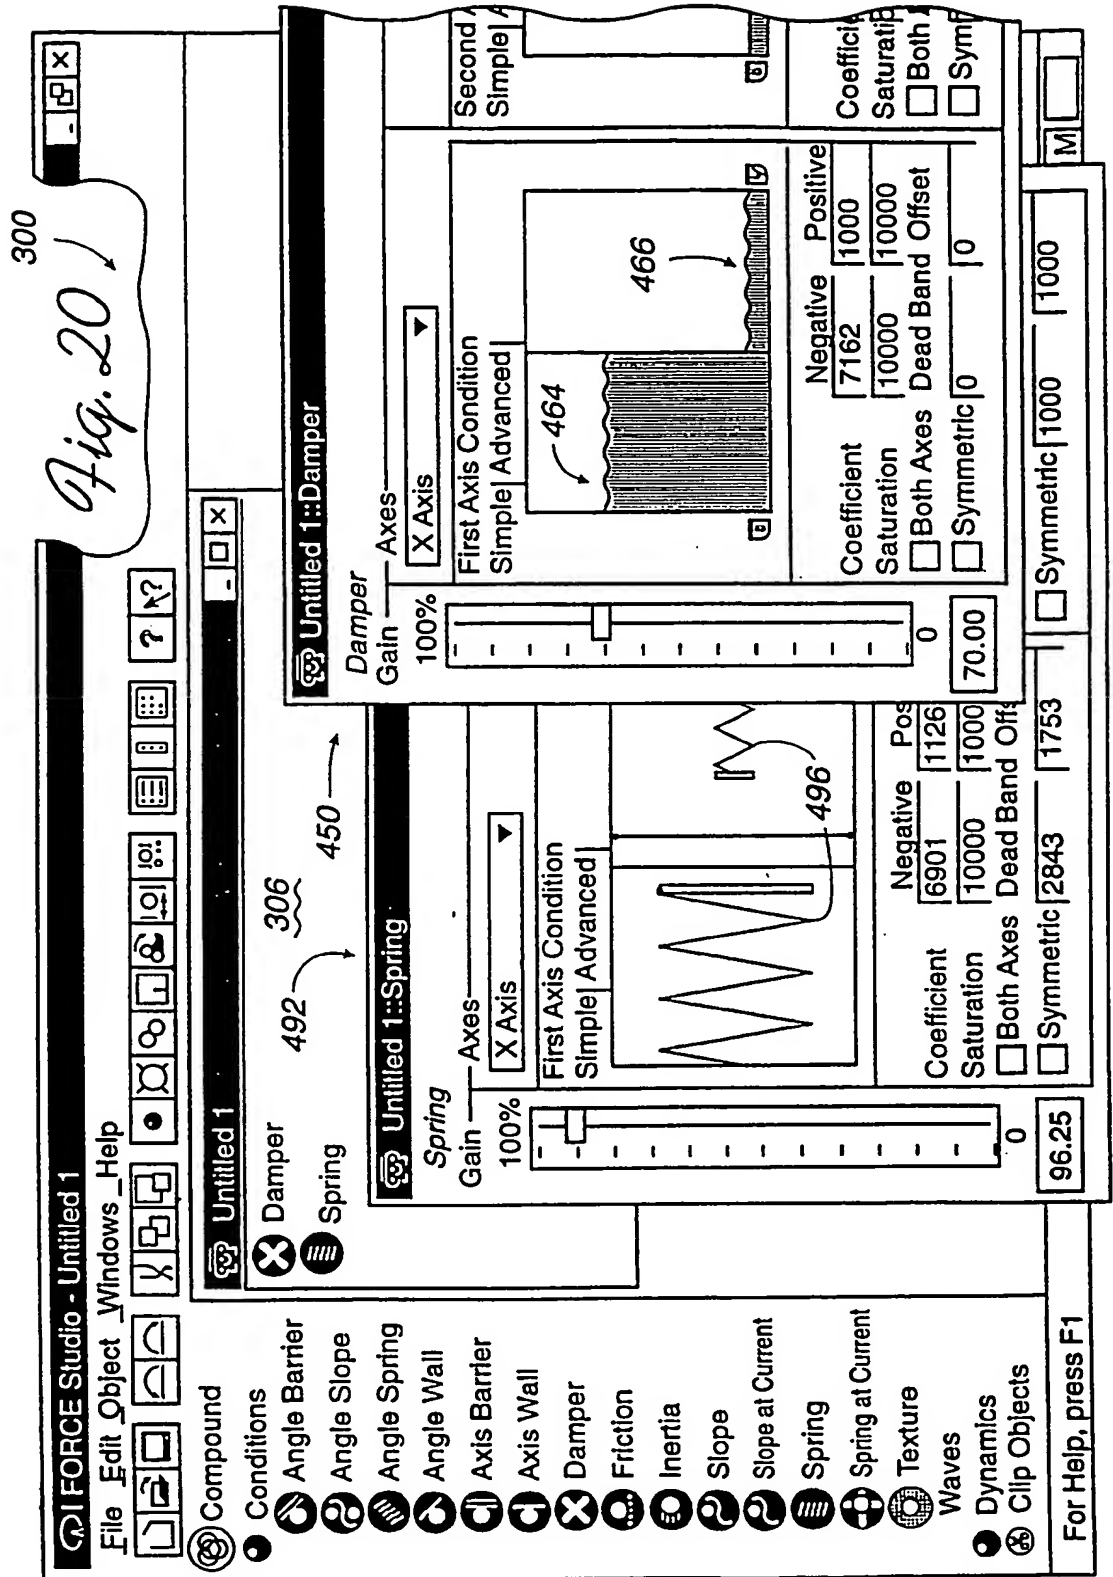 Fig. 20
300
I FORCE Studio - Untitled 1
File Edit Object Windows Help
? ?
Compound
Conditions
Angle Barrier
Angle Slope
Angle Spring
Angle Wall
Axis Barrier
Axis Wall
Damper
Friction
Inertia
Slope
Slope at Current
Spring
Spring at Current
Texture
Waves
Dynamics
Clip Objects
For Help, press F1
M
Untitled 1
Damper
Spring
492
306
450
Untitled 1::Spring
Spring
Gain
100%
0
96.25
Axes
X Axis
First Axis Condition
Simple Advanced
496
Negative Pos
Coefficient 6901 1126
Saturation 10000 1000
Both Axes Dead Band Offs
Symmetric 2843 1753
Symmetric 1000 1000
Untitled 1::Damper
Damper
Gain
100%
0
70.00
Axes
X Axis
First Axis Condition
Simple Advanced
464
466
Negative Positive
Coefficient 7162 1000
Saturation 10000 10000
Both Axes Dead Band Offset
Symmetric 0 0
Second A
Simple A
Coefficie
Saturatio
Both A
Symm